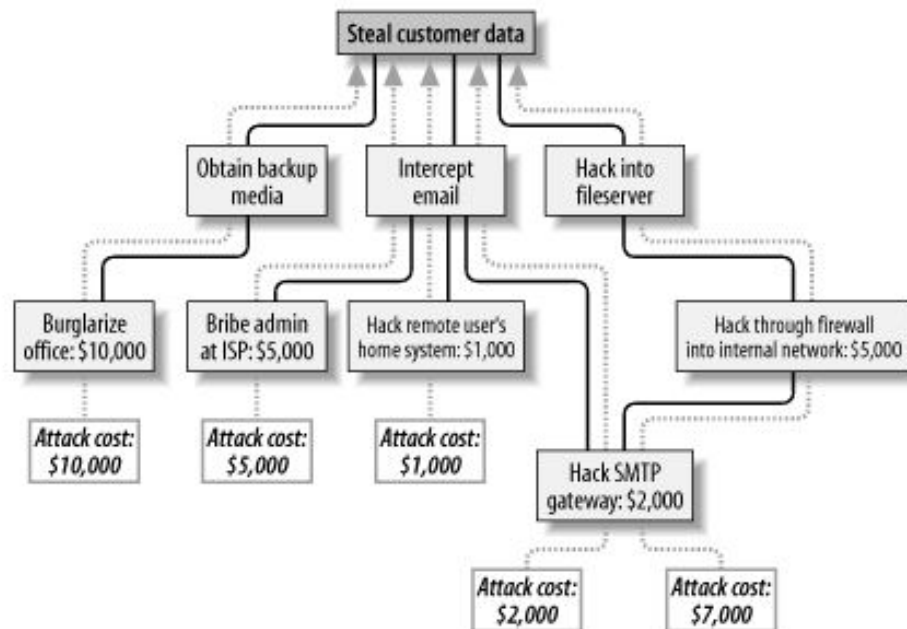 Steal customer data
Obtain backup
media
Intercept
email
Hack into
fileserver
Burglarize
office: $10,000
Bribe admin
at ISP: $5,000
Hack remote user's
home system: $1,000
Hack through firewall
into internal network: $5,000
Attack cost:
$10,000
Attack cost:
$5,000
Attack cost:
$1,000
Hack SMTP
gateway: $2,000
Attack cost:
$2,000
Attack cost:
$7,000